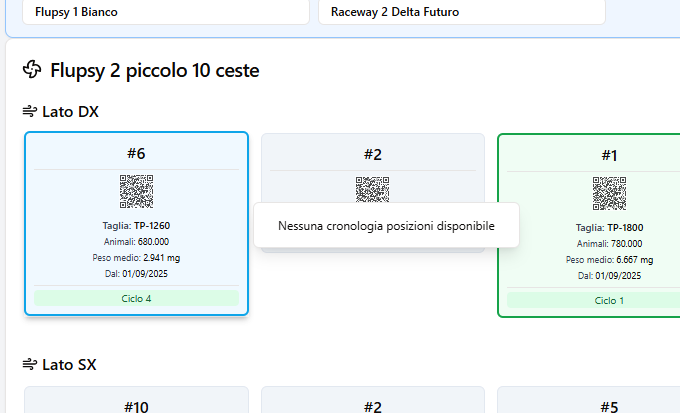 Flupsy 1 Bianco
Raceway 2 Delta Futuro
Flupsy 2 piccolo 10 ceste
Lato DX
#6
Taglia: TP-1260
Animali: 680.000
Peso medio: 2.941 mg
Dal: 01/09/2025
Ciclo 4
#2
Nessuna cronologia posizioni disponibile
#1
Taglia: TP-1800
Animali: 780.000
Peso medio: 6.667 mg
Dal: 01/09/2025
Ciclo 1
Lato SX
#10
#2
#5